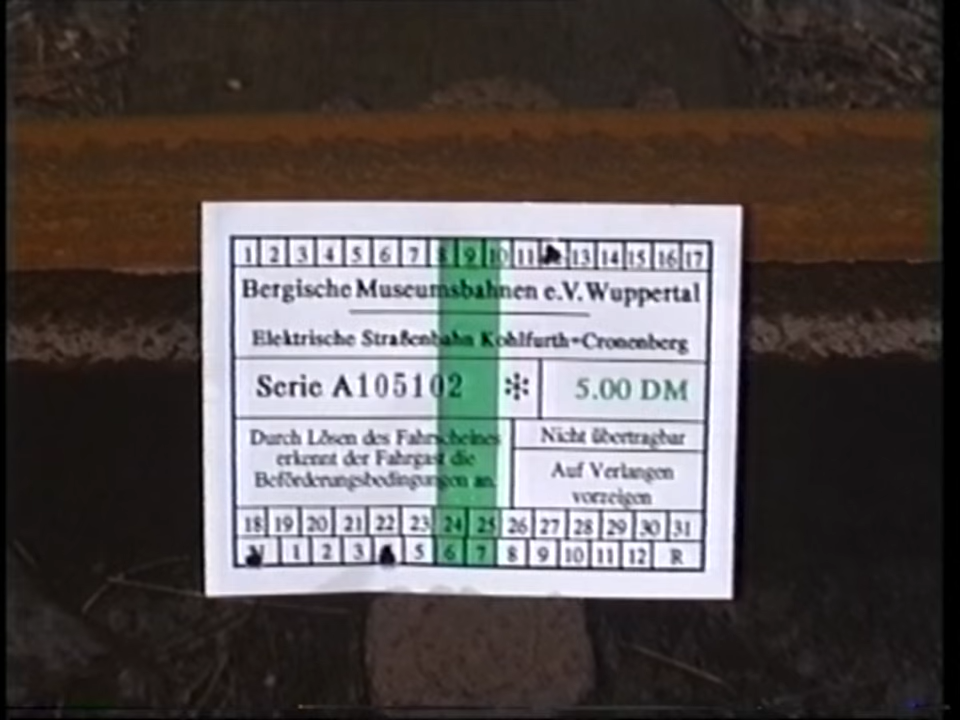 1 2 3 4 5 6 7 8 9 10 11 13 14 15 16 17
Bergische Museumsbahnen e.V. Wuppertal
Elektrische Straßenbahn Kohlfurth-Cronenberg
Serie A105102 * 5.00 DM
Durch Lösen des Fahrscheines
erkennt der Fahrgast die
Beförderungsbedingungen an.
Nicht übertragbar
Auf Verlangen
vorzeigen
18 19 20 21 22 23 24 25 26 27 28 29 30 31
1 2 3 5 6 7 8 9 10 11 12 R